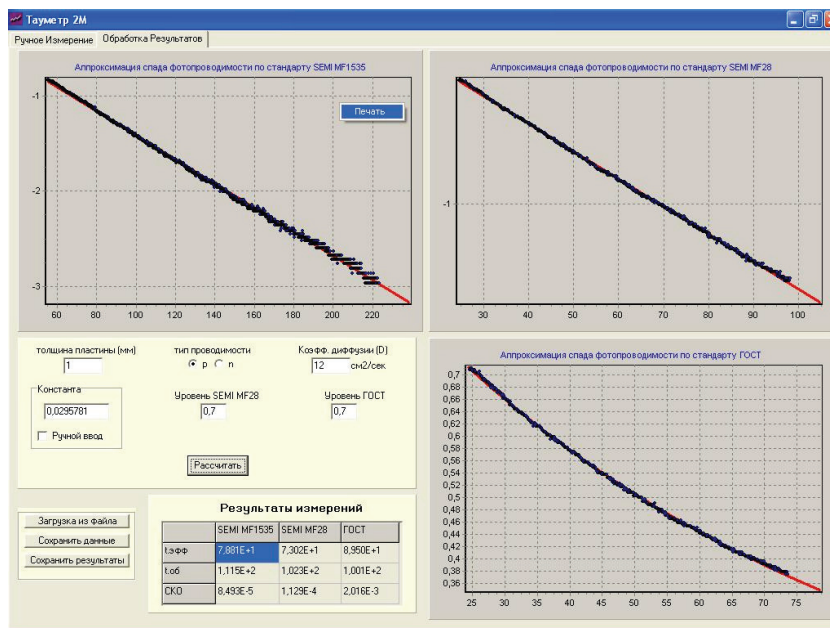 Тауметр 2М
Ручное Измерение Обработка Результатов
Аппроксимация спада фотопроводимости по стандарту SEMI MF1535
Печать
-1
-2
-3
60 80 100 120 140 160 180 200 220
Аппроксимация спада фотопроводимости по стандарту SEMI MF28
-1
30 40 50 60 70 80 90 100
толщина пластины (мм) тип проводимости Коэфф. диффузии (D)
1 p n 12 см2/сек
Константа Уровень SEMI MF28 Уровень ГОСТ
0,0295781 0,7 0,7
Ручной ввод
Рассчитать
Аппроксимация спада фотопроводимости по стандарту ГОСТ
0,7
0,68
0,66
0,64
0,62
0,6
0,58
0,56
0,54
0,52
0,5
0,48
0,46
0,44
0,42
0,4
0,38
0,36
25 30 35 40 45 50 55 60 65 70 75
Загрузка из файла
Сохранить данные
Сохранить результаты
Результаты измерений
SEMI MF1535 SEMI MF28 ГОСТ
t.эфф 7,881E+1 7,302E+1 8,950E+1
t.об 1,115E+2 1,023E+2 1,001E+2
СКО 8,493E-5 1,129E-4 2,016E-3